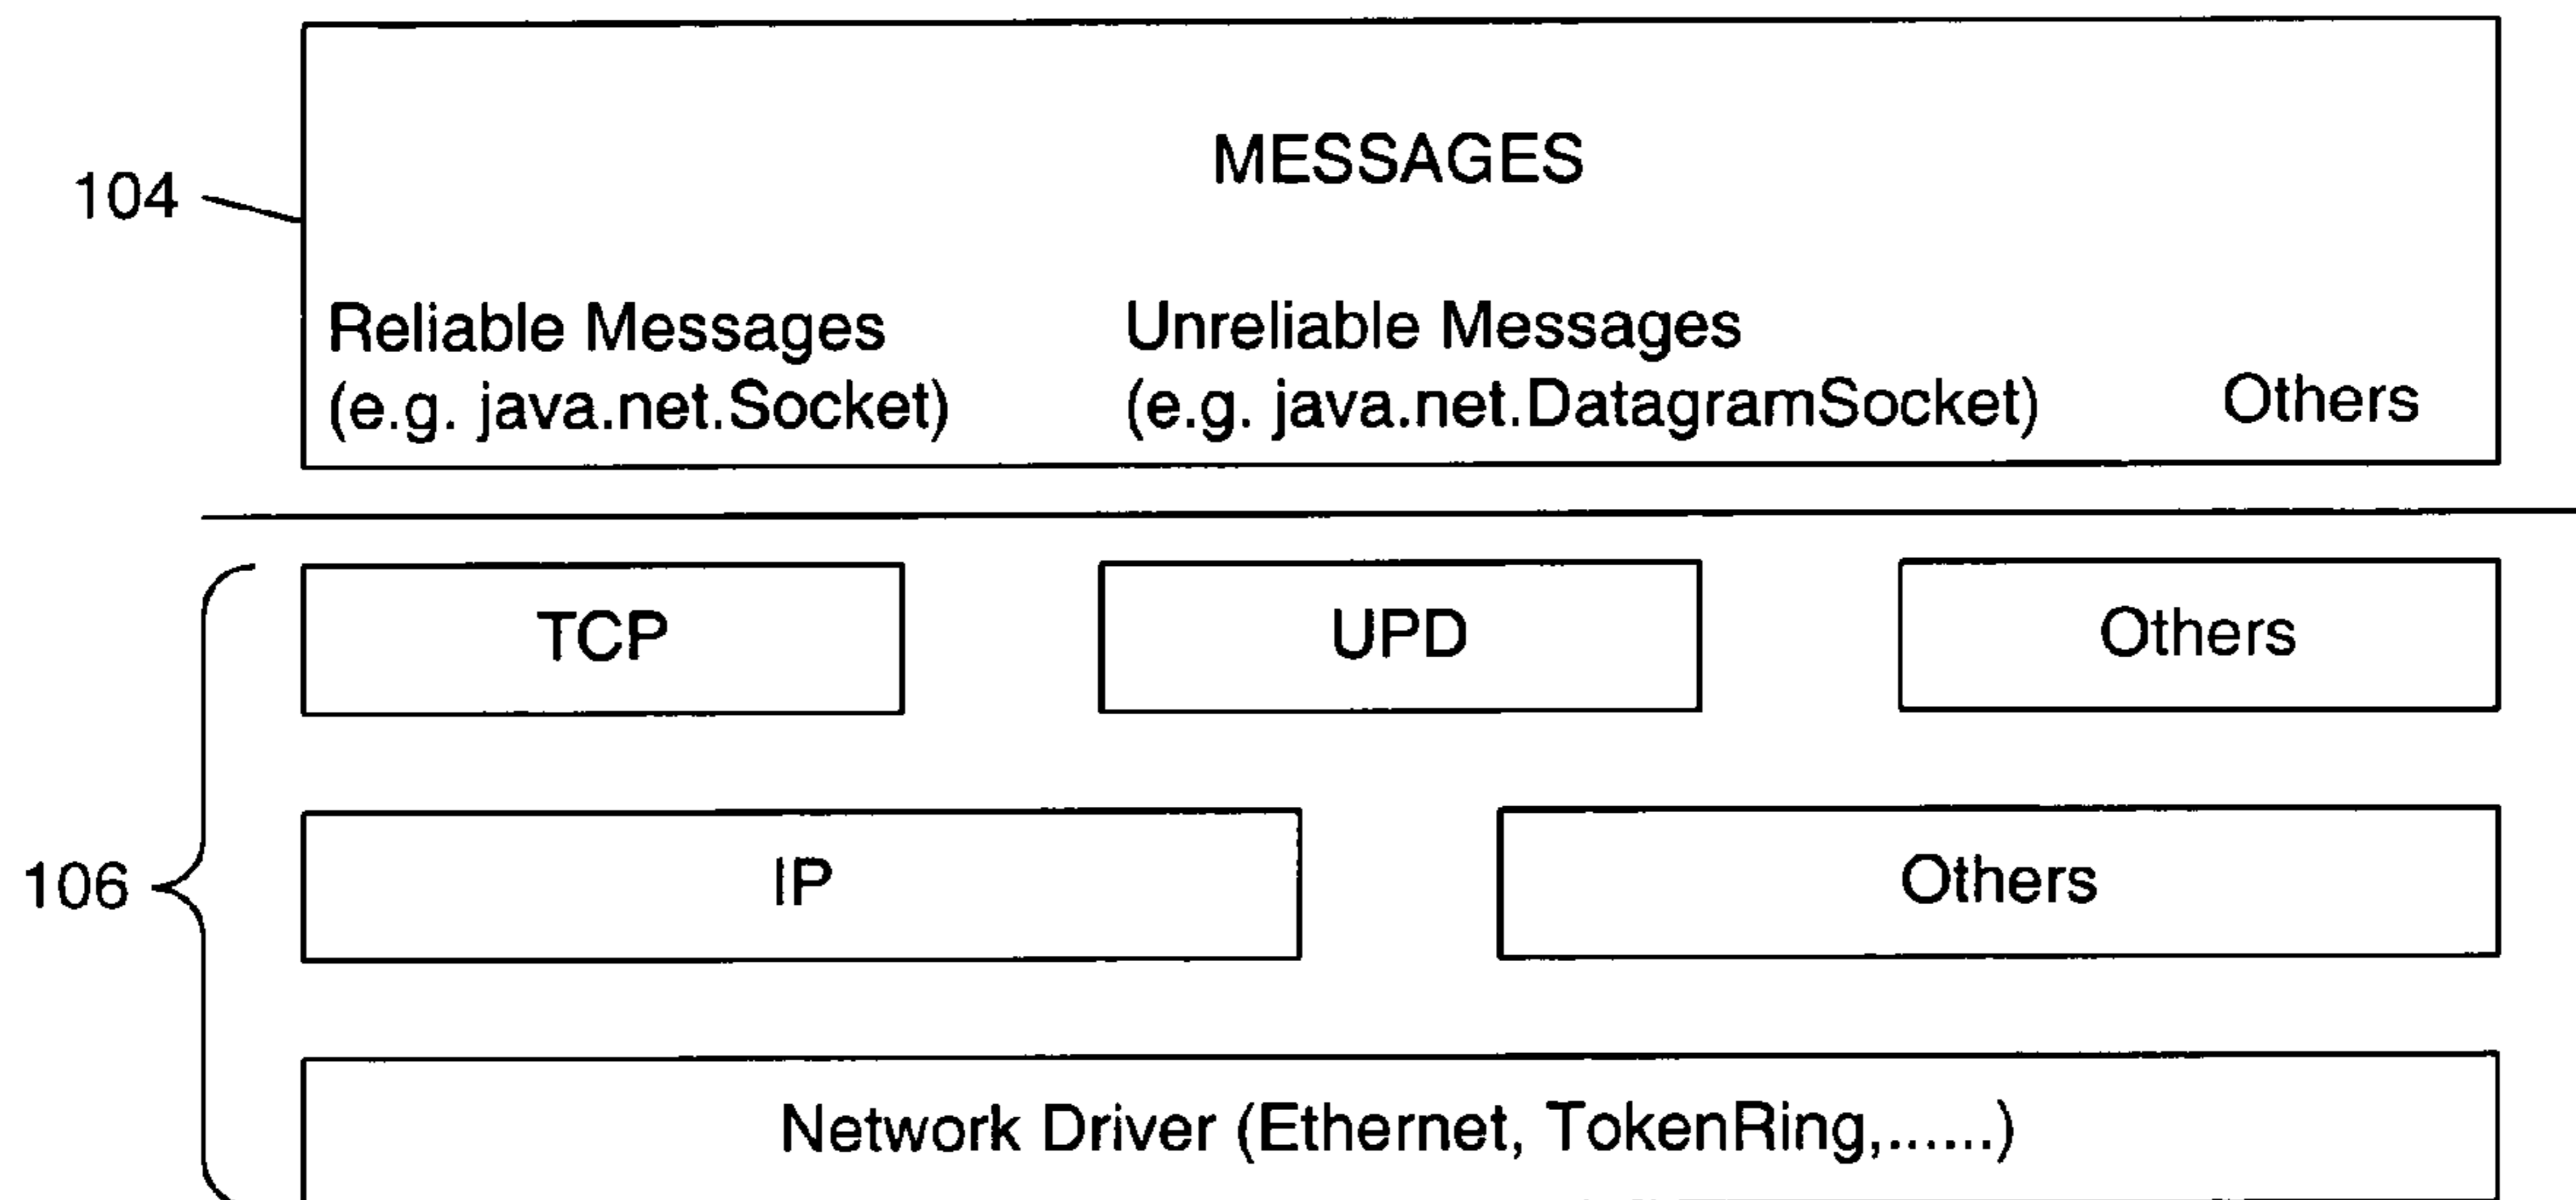 MESSAGES
104
Reliable Messages
(e.g. java.net.Socket)
Unreliable Messages
(e.g. java.net.DatagramSocket)
Others
TCP
UPD
Others
106
IP
Others
Network Driver (Ethernet, TokenRing,......)